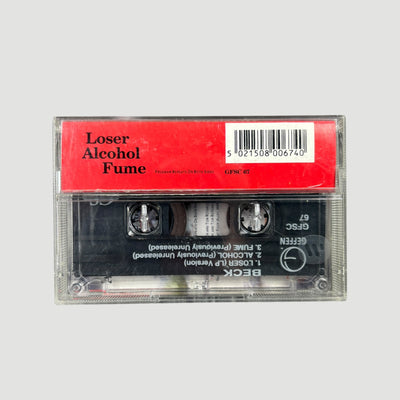 Loser
Alcohol
Fume
5 021508 006740
GFSC 67
BECK
1. LOSER (LP Version)
2. ALCOHOL (Previously Unreleased)
3. FUME (Previously Unreleased)
GEFFEN
GFSC
67